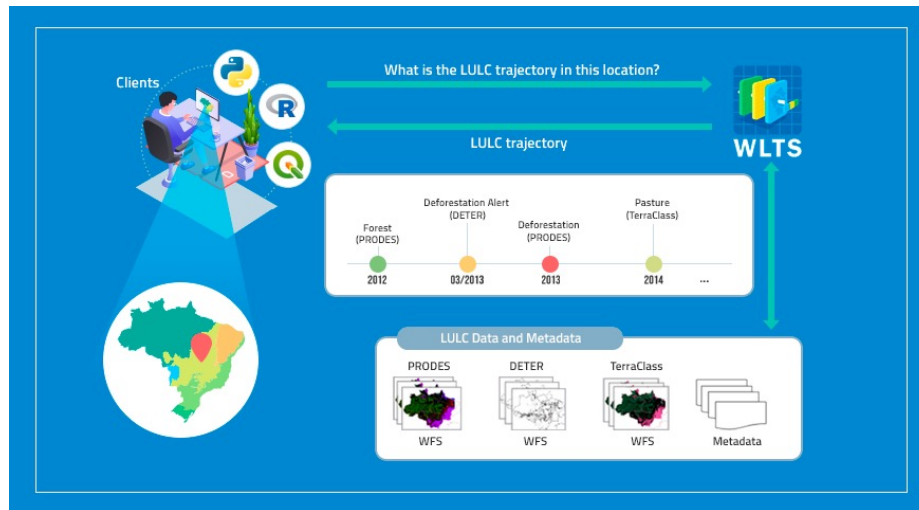 Clients
R
What is the LULC trajectory in this location?
LULC trajectory
WLTS
Forest
(PRODES)
2012
Deforestation Alert
(DETER)
03/2013
Deforestation
(PRODES)
2013
Pasture
(TerraClass)
2014
...
LULC Data and Metadata
PRODES
WFS
DETER
WFS
TerraClass
WFS
Metadata